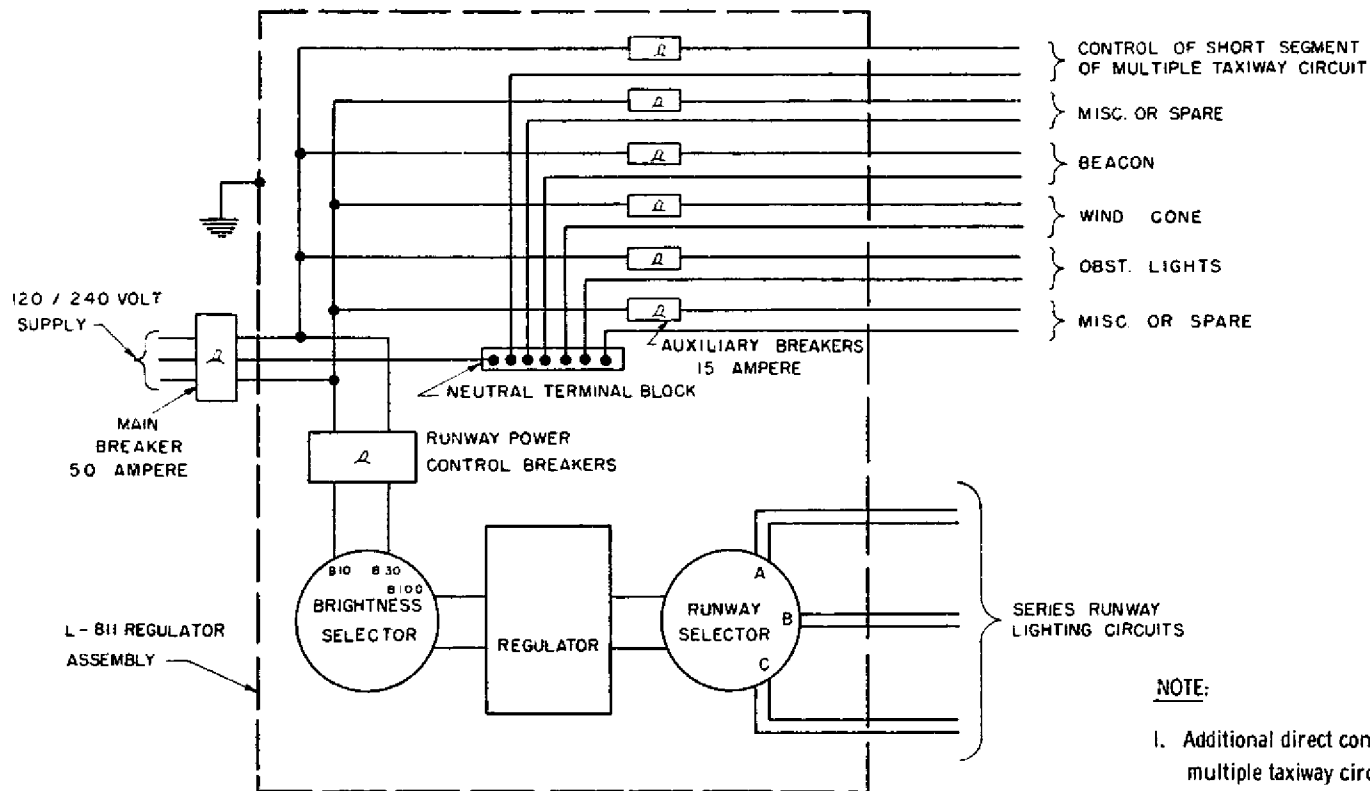 CONTROL OF SHORT SEGMENT
OF MULTIPLE TAXIWAY CIRCUIT
MISC. OR SPARE
BEACON
WIND CONE
OBST. LIGHTS
MISC. OR SPARE
120 / 240 VOLT
SUPPLY
MAIN
BREAKER
50 AMPERE
AUXILIARY BREAKERS
15 AMPERE
NEUTRAL TERMINAL BLOCK
RUNWAY POWER
CONTROL BREAKERS
B10 B30
B100
BRIGHTNESS
SELECTOR
REGULATOR
RUNWAY
SELECTOR
A
B
C
SERIES RUNWAY
LIGHTING CIRCUITS
L-811 REGULATOR
ASSEMBLY
NOTE:
1. Additional direct con
multiple taxiway circ